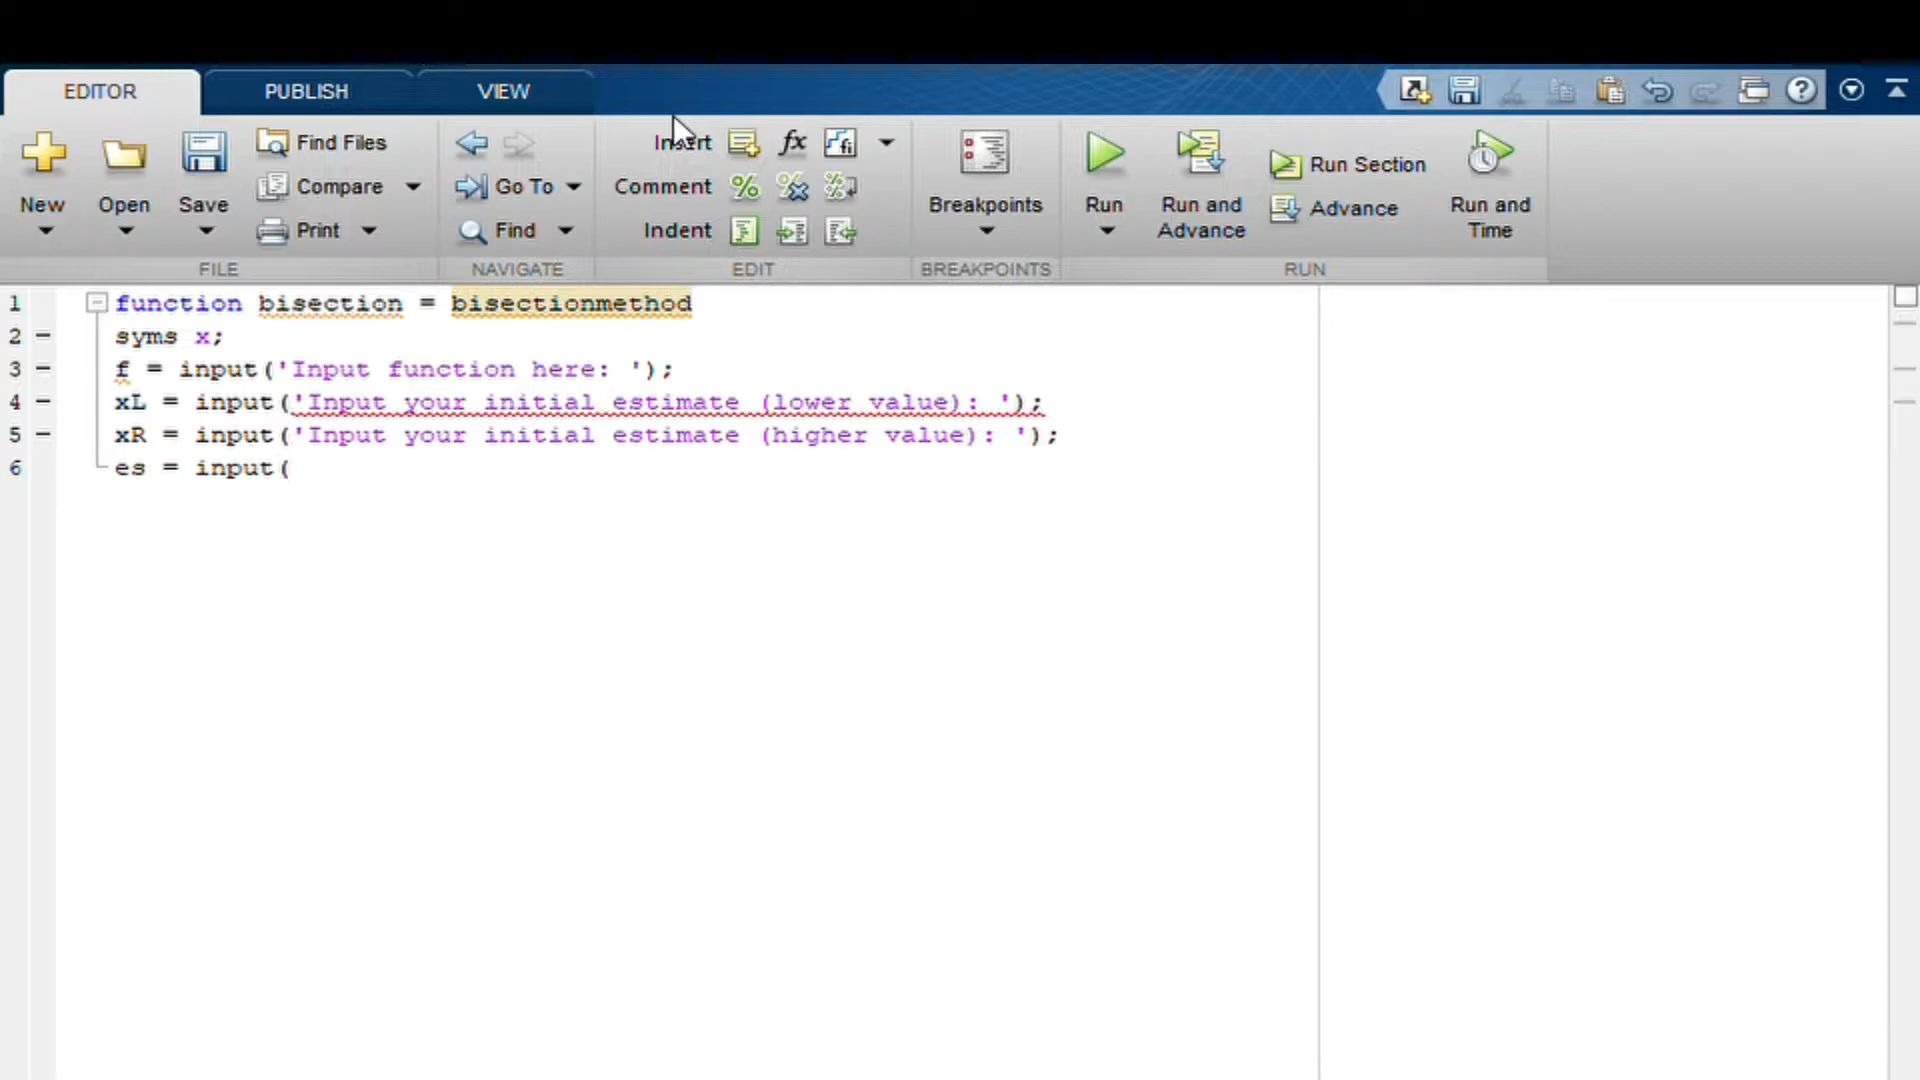 EDITOR PUBLISH VIEW
New Open Save Find Files Compare Print
Go To Find
Insert fx fi
Comment
Indent
Breakpoints
Run Run and Advance Run Section Advance Run and Time
FILE NAVIGATE EDIT BREAKPOINTS RUN
1 function bisection = bisectionmethod
2 syms x;
3 f = input('Input function here: ');
4 xL = input('Input your initial estimate (lower value): ');
5 xR = input('Input your initial estimate (higher value): ');
6 es = input(